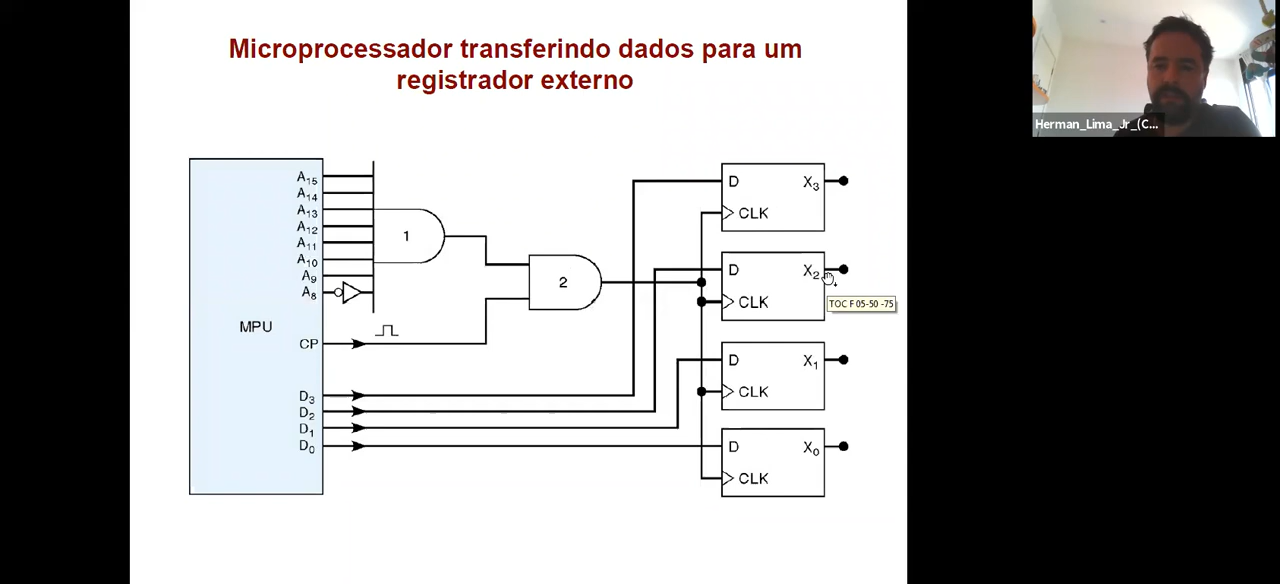 Microprocessador transferindo dados para um
registrador externo
Herman_Lima_Jr_(C...
A15
A14
A13
A12
A11
A10
A9
A8
MPU
CP
D3
D2
D1
D0
1
2
D X3
CLK
D X2
CLK
TOC F 05-50 -75
D X1
CLK
D X0
CLK